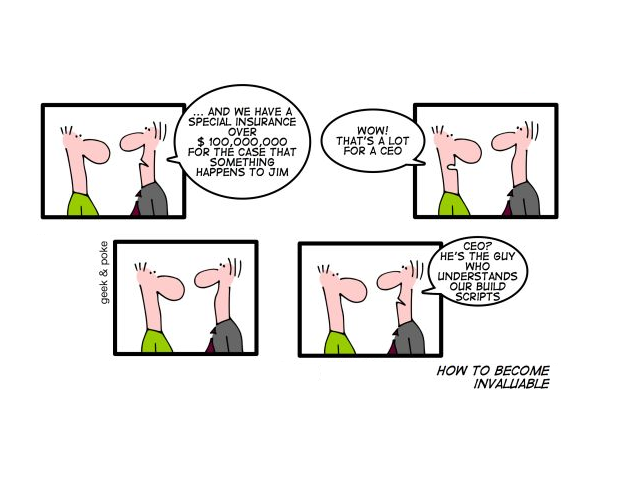 ... AND WE HAVE A
SPECIAL INSURANCE
OVER
$ 100,000,000
FOR THE CASE THAT
SOMETHING
HAPPENS TO JIM
WOW!
THAT'S A LOT
FOR A CEO
geek & poke
CEO?
HE'S THE GUY
WHO
UNDERSTANDS
OUR BUILD
SCRIPTS
HOW TO BECOME
INVALUABLE